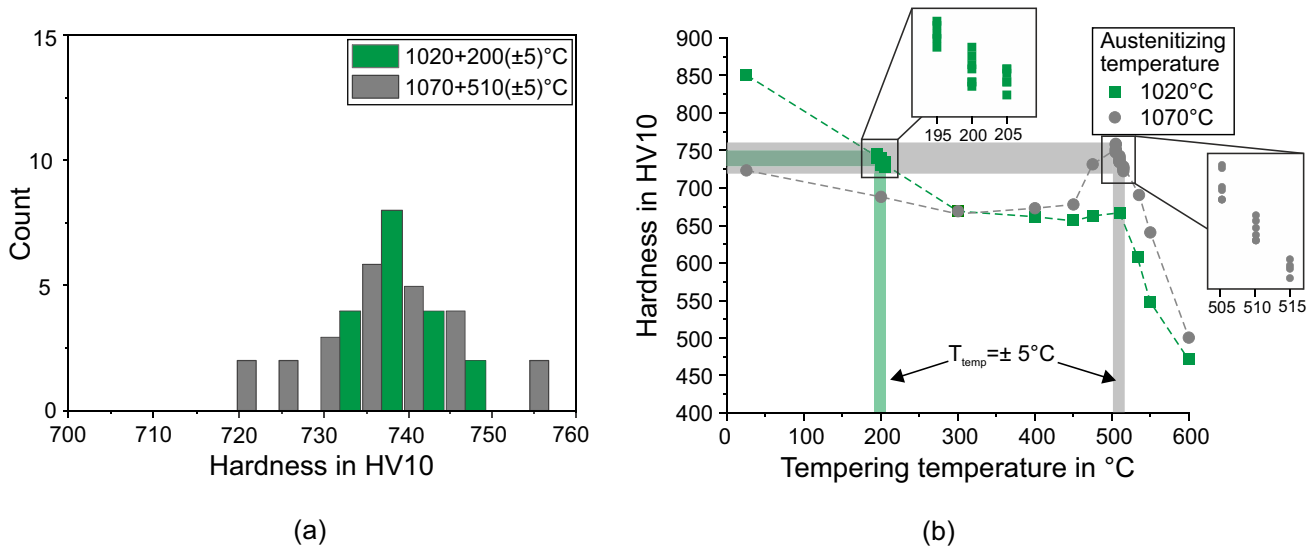 15
10
5
0
Count
1020+200(±5)°C
1070+510(±5)°C
700
710
720
730
740
750
760
Hardness in HV10
(a)
900
850
800
750
700
650
600
550
500
450
400
Hardness in HV10
195 200 205
Austenitizing
temperature
1020°C
1070°C
505 510 515
Ttemp=± 5°C
0
100
200
300
400
500
600
Tempering temperature in °C
(b)